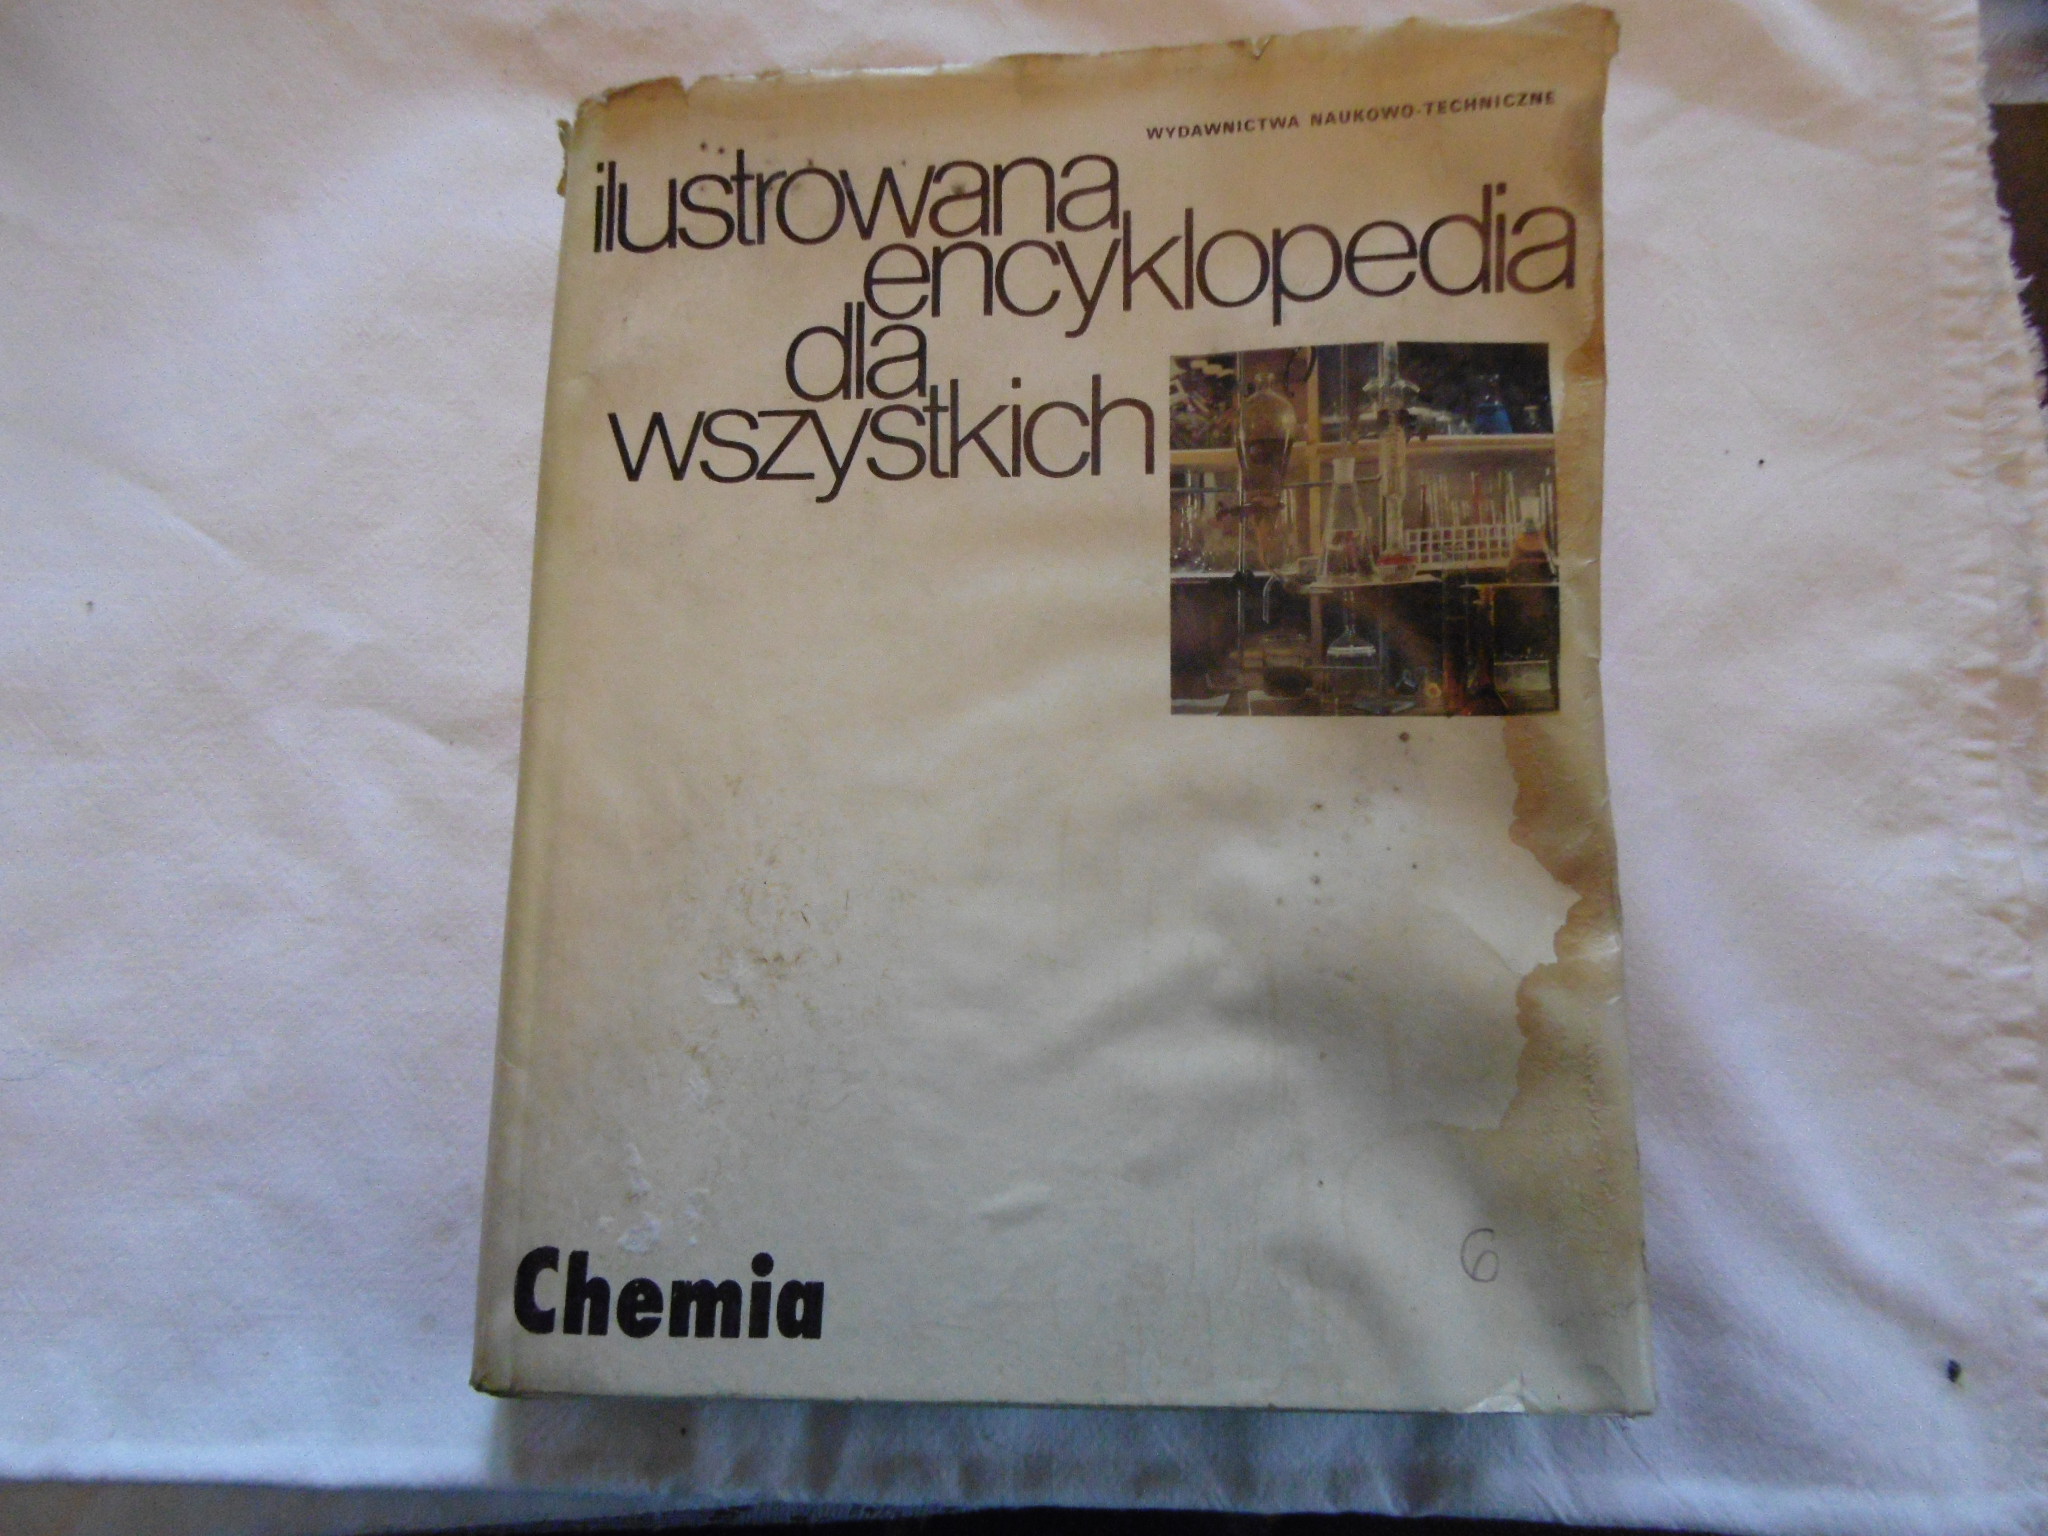 WYDAWNICTWA NAUKOWO-TECHNICZNE
ilustrowana
encyklopedia
dla
wszystkich
Chemia
6